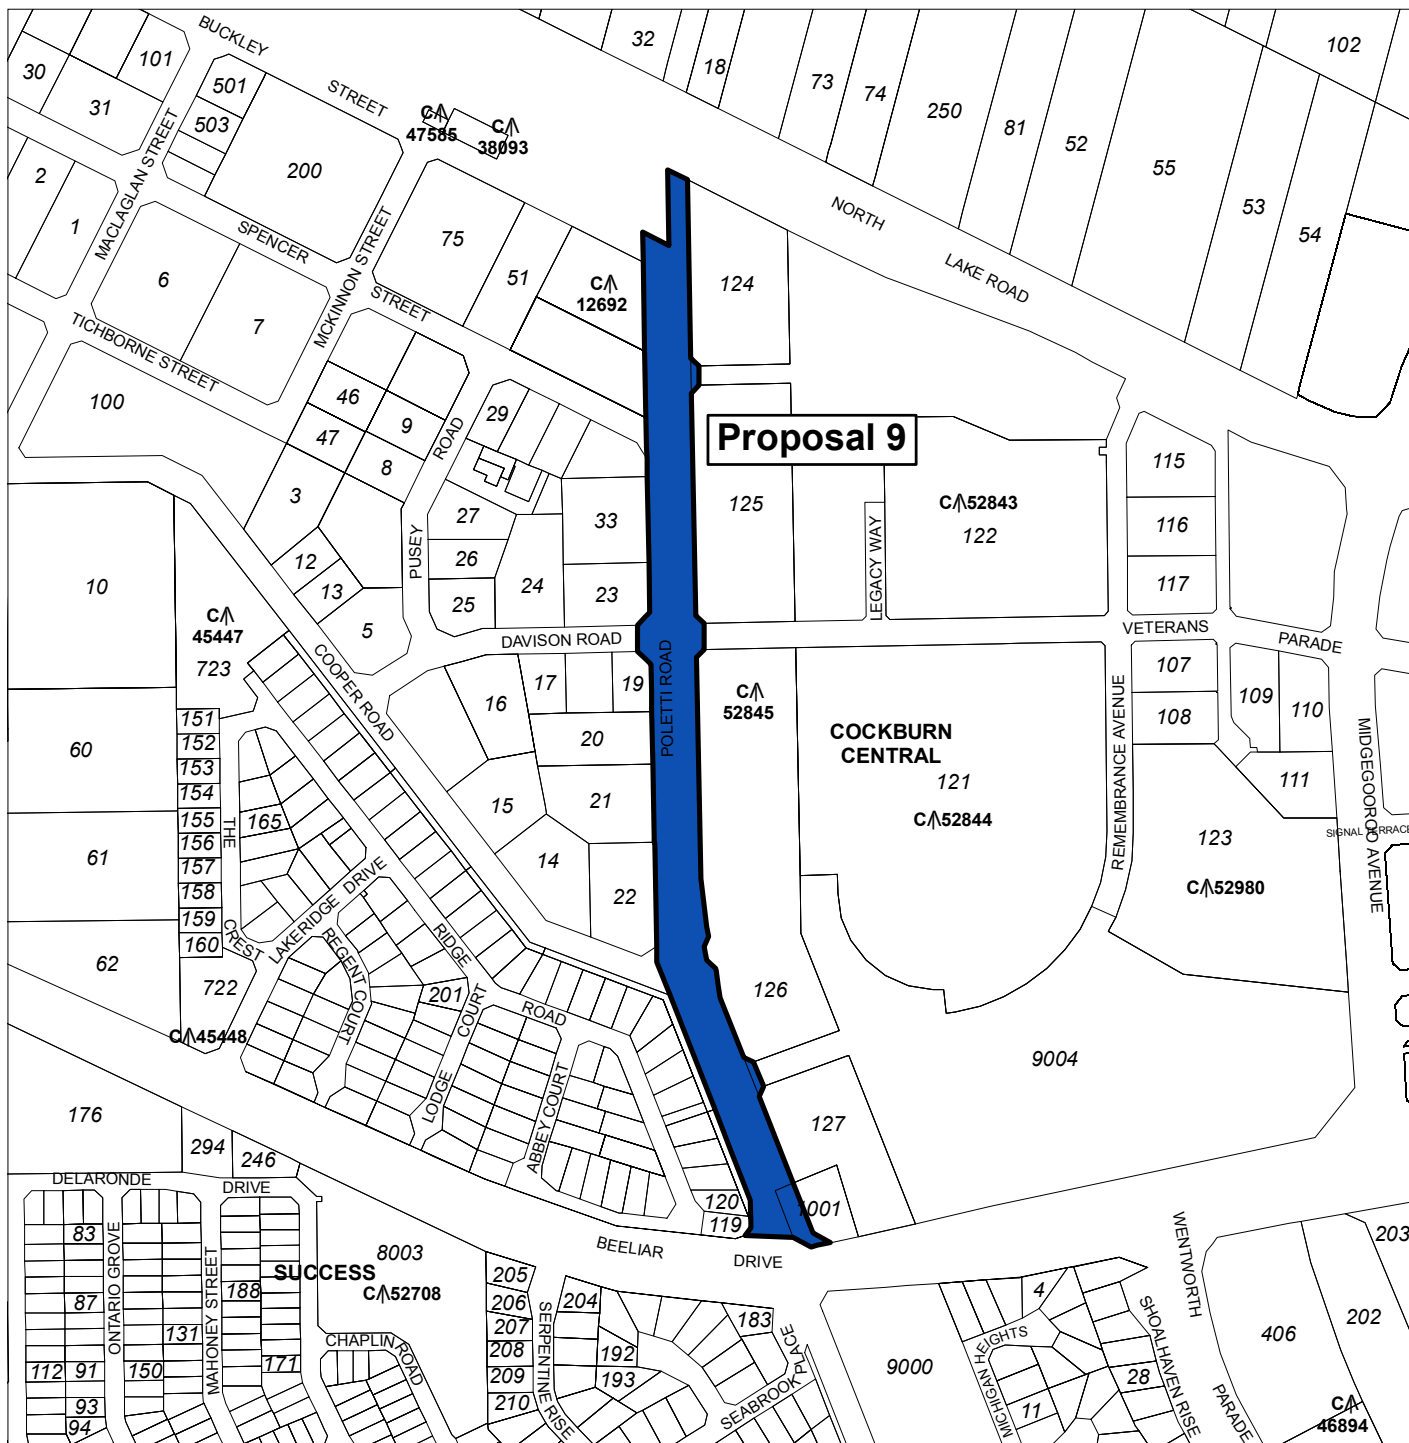 BUCKLEY
STREET
101
30
31
501
503
200
C/\
47585
C/\
38093
32
18
73
74
250
81
52
55
53
54
102
2
1
MACLAGLAN STREET
SPENCER
STREET
MCKINNON STREET
75
51
C/\
12692
124
NORTH
LAKE ROAD
6
7
TICHBORNE STREET
100
46
47
9
8
3
ROAD
PUSEY
29
27
26
25
24
33
23
12
13
5
Proposal 9
125
LEGACY WAY
C/\52843
122
115
116
117
10
C/\
45447
723
COOPER ROAD
DAVISON ROAD
POLETTI ROAD
VETERANS
PARADE
16
17
19
20
21
15
14
22
C/\
52845
COCKBURN
CENTRAL
121
C/\52844
REMEMBRANCE AVENUE
107
108
109
110
111
MIDGEGOOROO AVENUE
SIGNAL TERRACE
123
C/\52980
60
61
62
151
152
153
154
155
156
157
158
159
160
THE
CREST
165
LAKERIDGE DRIVE
REGENT COURT
RIDGE
ROAD
201
LODGE COURT
ABBEY COURT
722
C/\45448
126
9004
127
1001
120
119
176
294
246
DELARONDE
DRIVE
BEELIAR
DRIVE
83
87
112
91
93
94
ONTARIO GROVE
131
150
MAHONEY STREET
188
171
SUCCESS
8003
C/\52708
CHAPLIN ROAD
205
206
207
208
209
210
SERPENTINE RISE
204
192
193
183
SEABROOK PLACE
9000
MICHIGAN HEIGHTS
4
11
28
SHOALHAVEN RISE
WENTWORTH
PARADE
406
202
203
C/\
46894